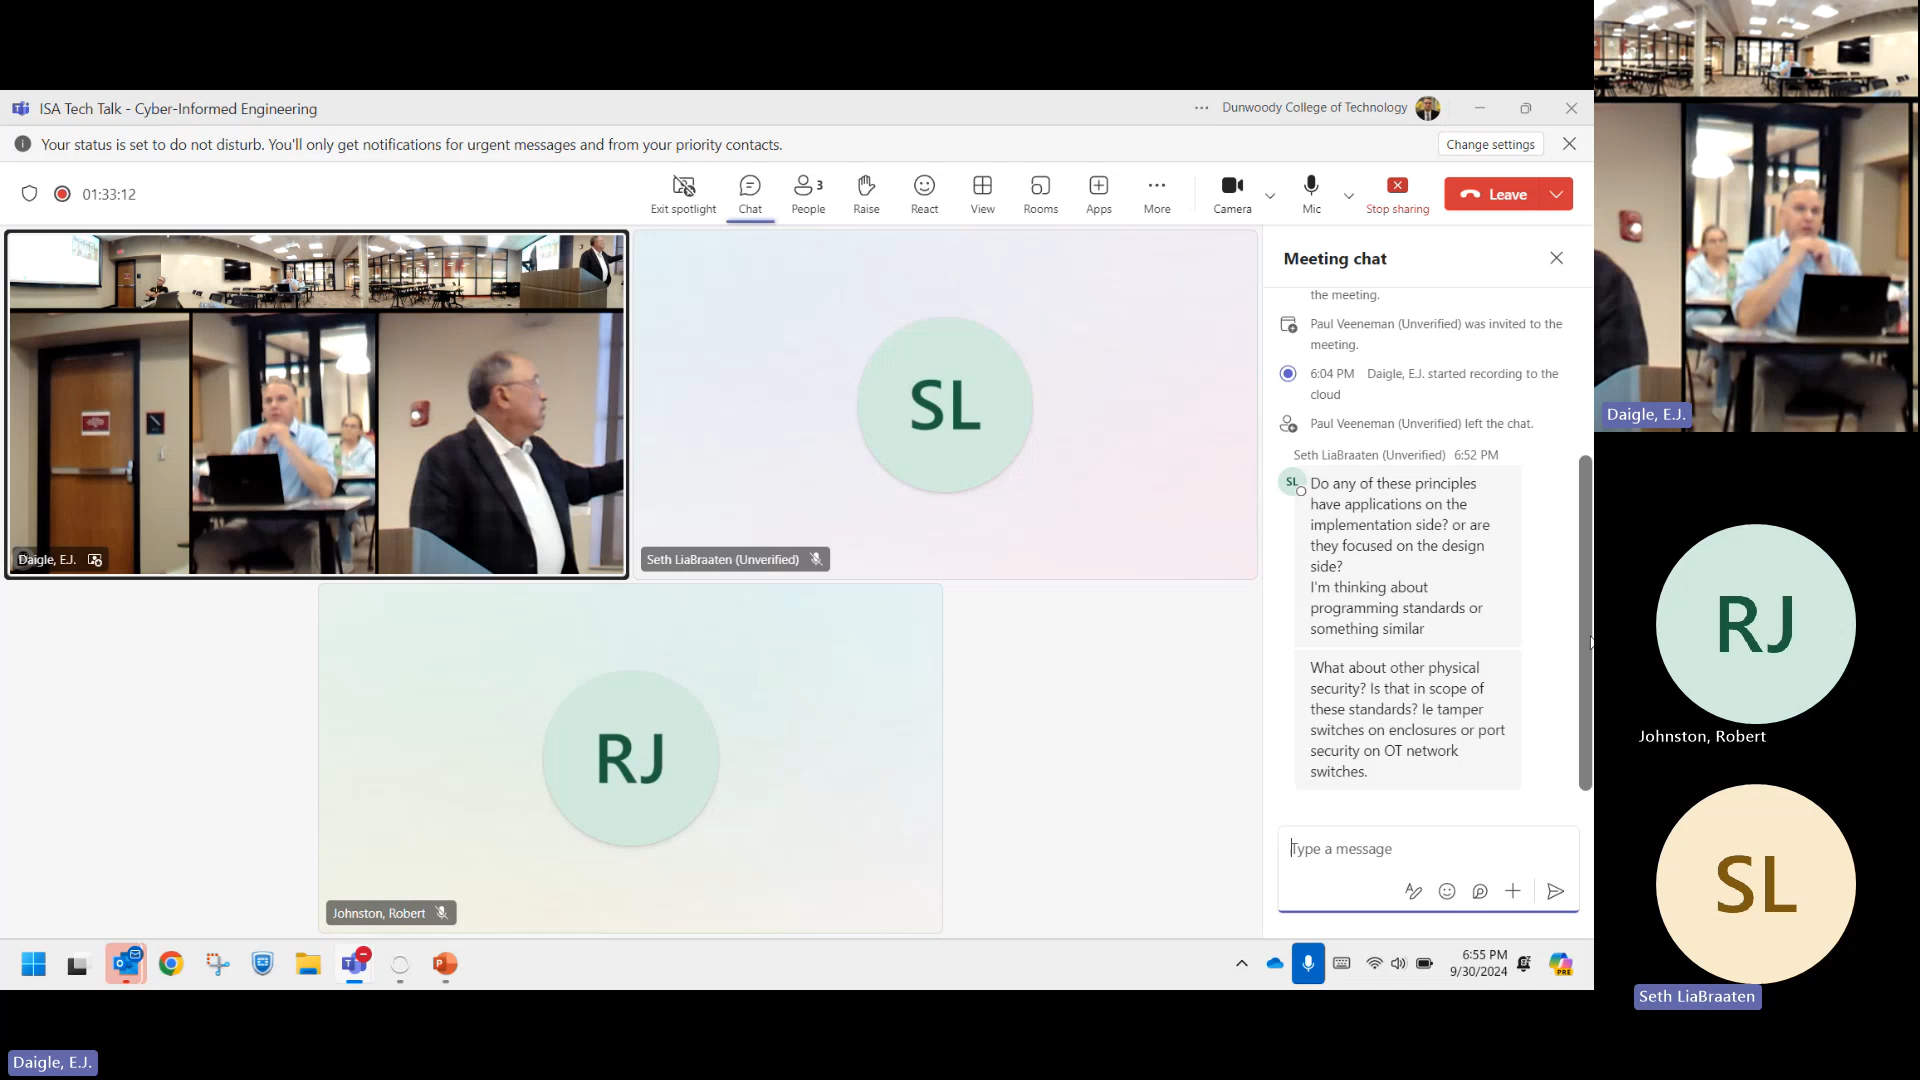 ISA Tech Talk - Cyber-Informed Engineering
Dunwoody College of Technology
Your status is set to do not disturb. You'll only get notifications for urgent messages and from your priority contacts.
Change settings
01:33:12
Exit spotlight
Chat
3
People
Raise
React
View
Rooms
Apps
More
Camera
Mic
Stop sharing
Leave
Daigle, E.J.
SL
Seth LiaBraaten (Unverified)
RJ
Johnston, Robert
Meeting chat
the meeting.
Paul Veeneman (Unverified) was invited to the
meeting.
6:04 PM Daigle, E.J. started recording to the
cloud
Paul Veeneman (Unverified) left the chat.
Seth LiaBraaten (Unverified) 6:52 PM
SL
Do any of these principles
have applications on the
implementation side? or are
they focused on the design
side?
I'm thinking about
programming standards or
something similar
What about other physical
security? Is that in scope of
these standards? Ie tamper
switches on enclosures or port
security on OT network
switches.
Type a message
6:55 PM
9/30/2024
PRE
Daigle, E.J.
RJ
Johnston, Robert
SL
Seth LiaBraaten
Daigle, E.J.